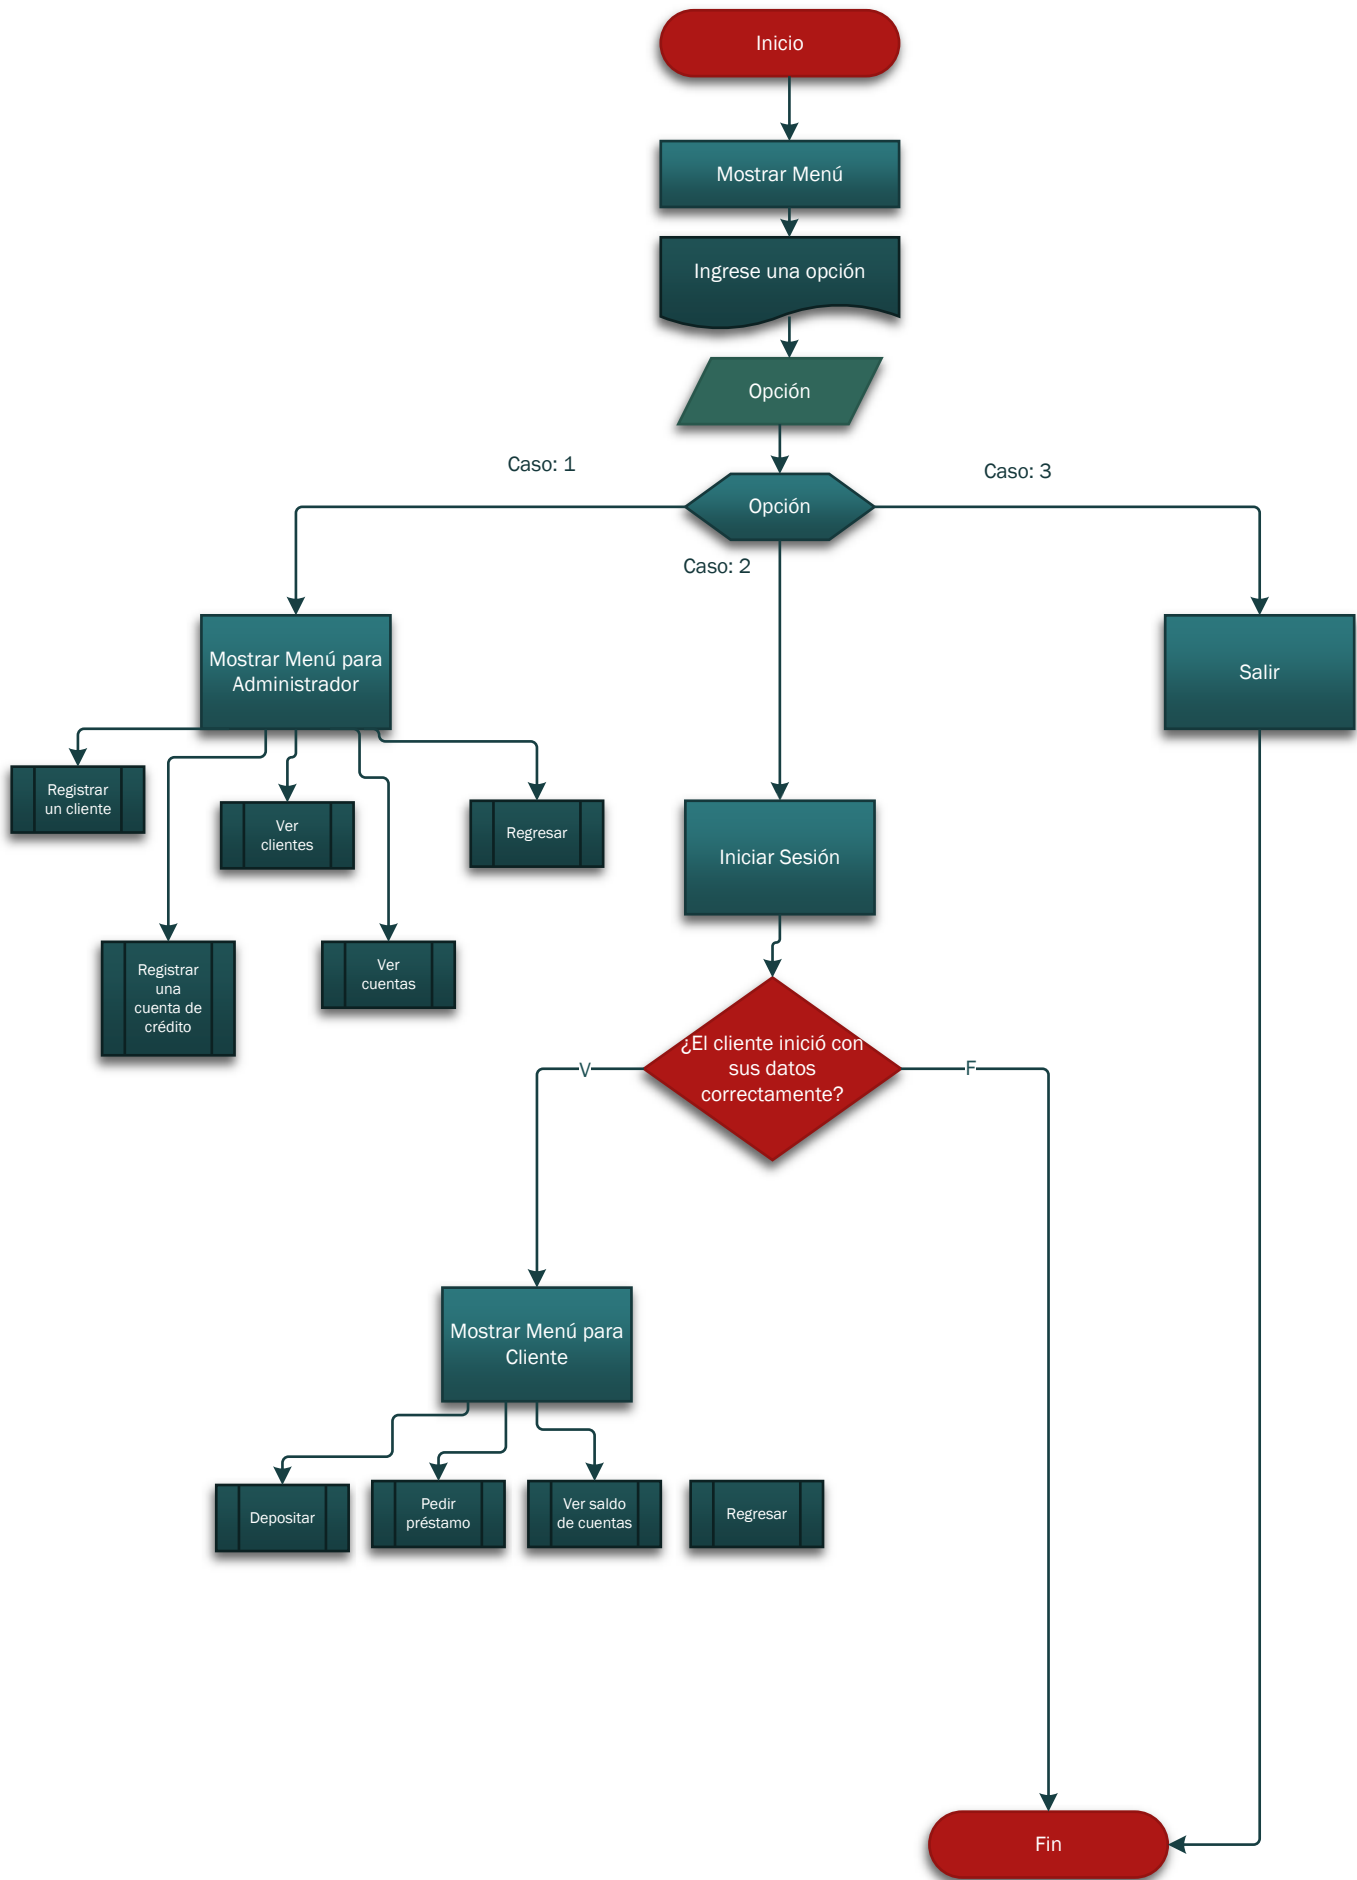 Inicio
Mostrar Menú
Ingrese una opción
Opción
Caso: 1
Caso: 3
Opción
Caso: 2
Mostrar Menú para
Administrador
Salir
Registrar
un cliente
Ver
clientes
Regresar
Iniciar Sesión
Registrar
una
cuenta de
crédito
Ver
cuentas
¿El cliente inició con
sus datos
correctamente?
V
F
Mostrar Menú para
Cliente
Depositar
Pedir
préstamo
Ver saldo
de cuentas
Regresar
Fin